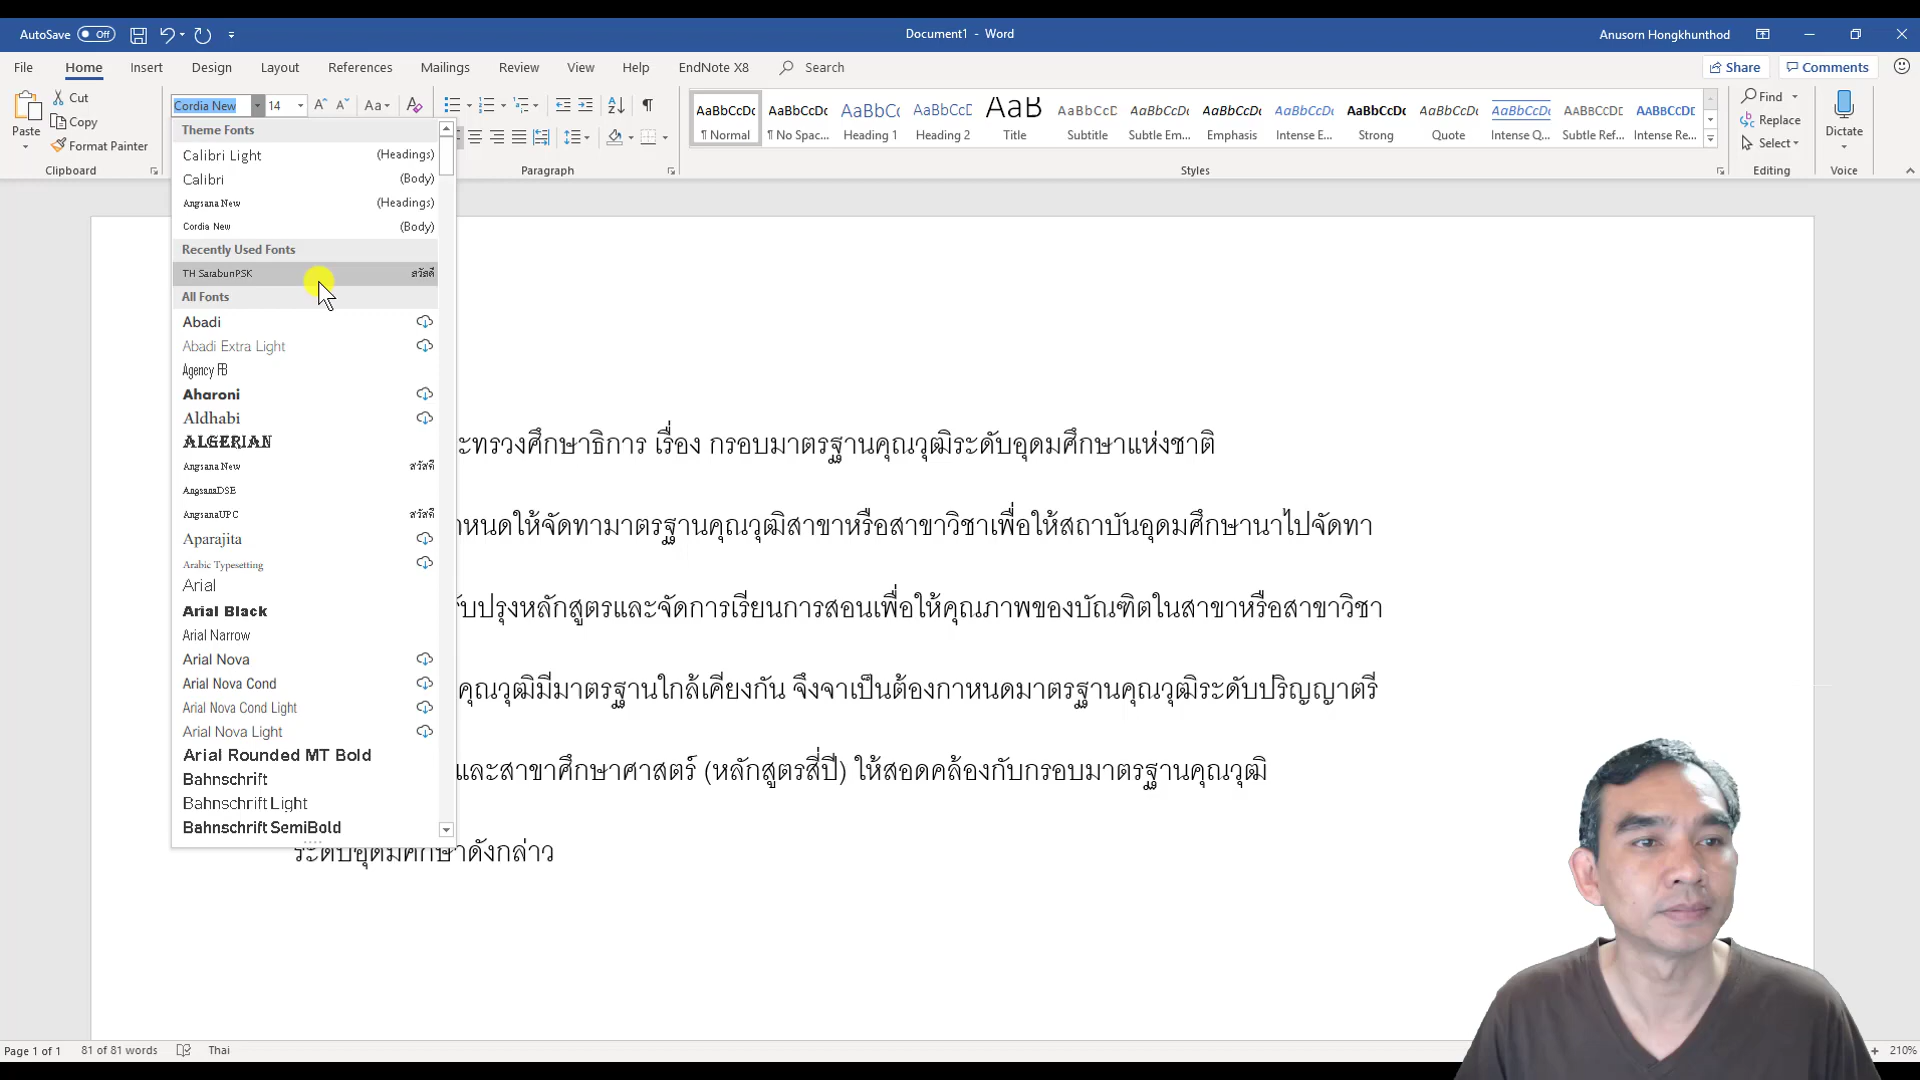 AutoSave Off
Document1 - Word
Anusorn Hongkhunthod
File Home Insert Design Layout References Mailings Review View Help EndNote X8 Search
Share Comments
Paste
Cut
Copy
Format Painter
Clipboard
Cordia New 14
Aa
Paragraph
AaBbCcDc AaBbCcDc AaBbCc AaBbCcD AaB AaBbCcD AaBbCcDc AaBbCcDc AaBbCcDc AaBbCcDc AaBbCcDc AaBbCcDc AaBbCcDc AaBbCcDc
¶ Normal ¶ No Spac... Heading 1 Heading 2 Title Subtitle Subtle Em... Emphasis Intense E... Strong Quote Intense Q... Subtle Ref... Intense Re...
Styles
Find
Replace
Select
Editing
Dictate
Voice
Theme Fonts
Calibri Light (Headings)
Calibri (Body)
Angsana New (Headings)
Cordia New (Body)
Recently Used Fonts
TH SarabunPSK สวัสดี
All Fonts
Abadi
Abadi Extra Light
Agency FB
Aharoni
Aldhabi
ALGERIAN
Angsana New สวัสดี
AngsanaDSE
AngsanaUPC สวัสดี
Aparajita
Arabic Typesetting
Arial
Arial Black
Arial Narrow
Arial Nova
Arial Nova Cond
Arial Nova Cond Light
Arial Nova Light
Arial Rounded MT Bold
Bahnschrift
Bahnschrift Light
Bahnschrift SemiBold
ะทรวงศึกษาธิการ เรื่อง กรอบมาตรฐานคุณวุฒิระดับอุดมศึกษาแห่งชาติ
าหนดให้จัดทามาตรฐานคุณวุฒิสาขาหรือสาขาวิชาเพื่อให้สถาบันอุดมศึกษานาไปจัดทา
ับปรุงหลักสูตรและจัดการเรียนการสอนเพื่อให้คุณภาพของบัณฑิตในสาขาหรือสาขาวิชา
คุณวุฒิมีมาตรฐานใกล้เคียงกัน จึงจาเป็นต้องกาหนดมาตรฐานคุณวุฒิระดับปริญญาตรี
และสาขาศึกษาศาสตร์ (หลักสูตรสี่ปี) ให้สอดคล้องกับกรอบมาตรฐานคุณวุฒิ
ระดับอุดมศึกษาดังกล่าว
Page 1 of 1 81 of 81 words Thai
210%